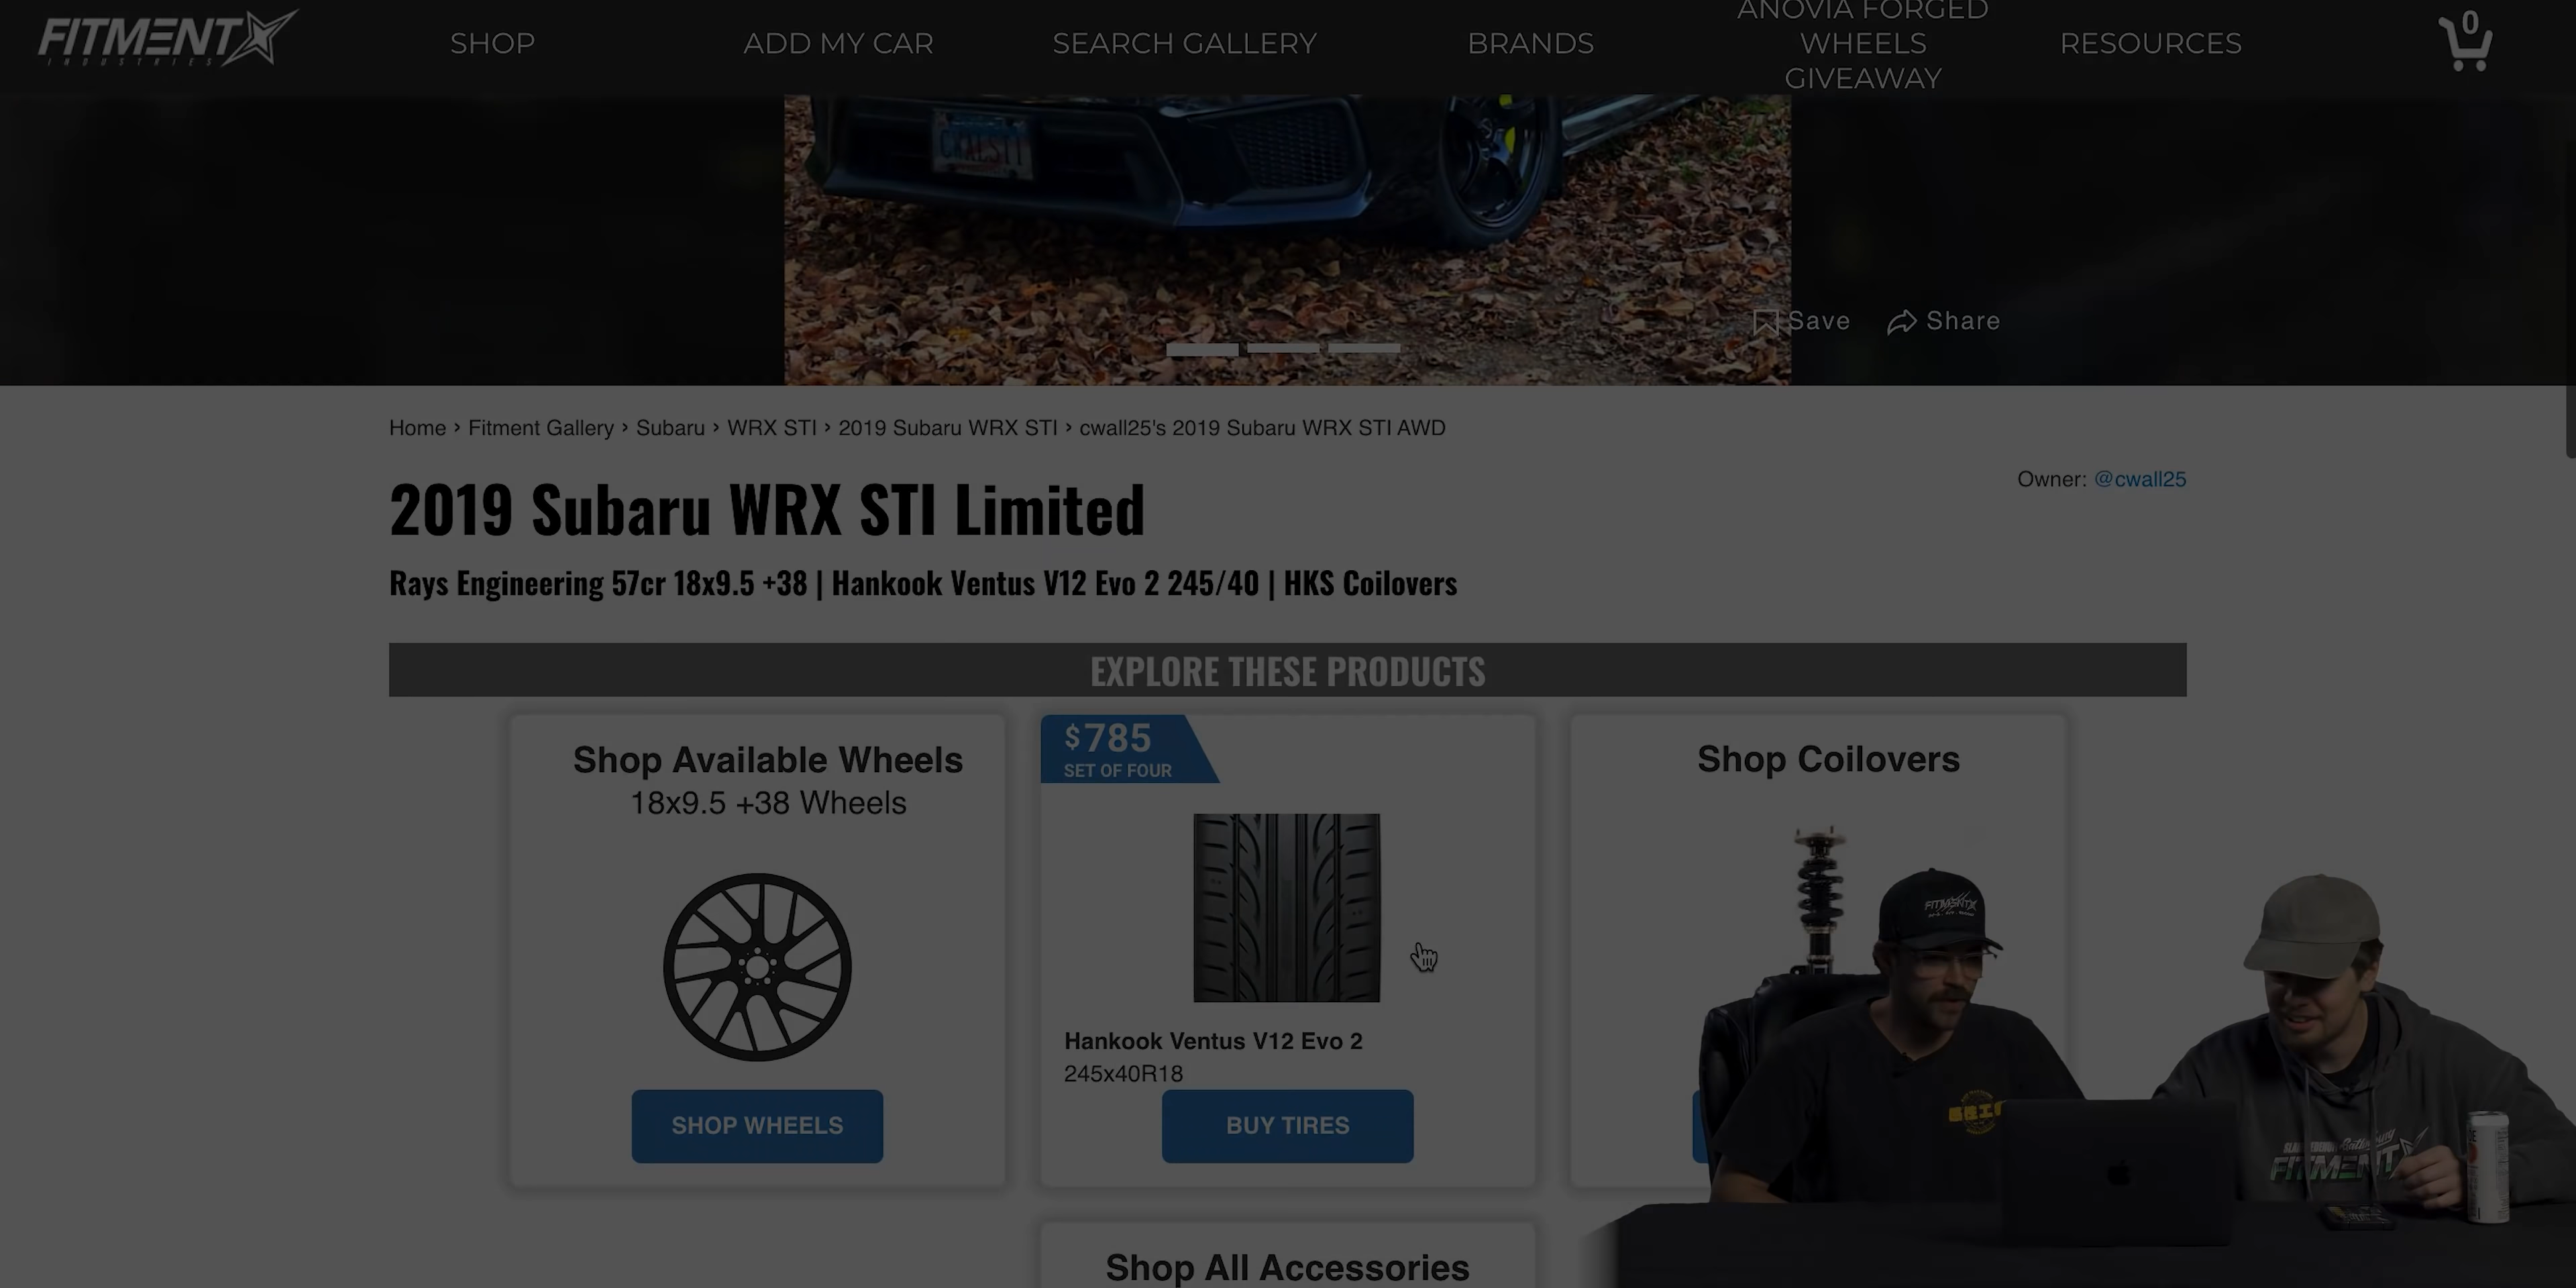 FITMENT INDUSTRIES
SHOP
ADD MY CAR
SEARCH GALLERY
BRANDS
ANOVIA FORGED
WHEELS
GIVEAWAY
RESOURCES
0
Save
Share
Home › Fitment Gallery › Subaru › WRX STI › 2019 Subaru WRX STI › cwall25's 2019 Subaru WRX STI AWD
2019 Subaru WRX STI Limited
Owner: @cwall25
Rays Engineering 57cr 18x9.5 +38 | Hankook Ventus V12 Evo 2 245/40 | HKS Coilovers
EXPLORE THESE PRODUCTS
Shop Available Wheels
18x9.5 +38 Wheels
SHOP WHEELS
$785
SET OF FOUR
Hankook Ventus V12 Evo 2
245x40R18
BUY TIRES
Shop Coilovers
FITMENT
FITMENT
Shop All Accessories